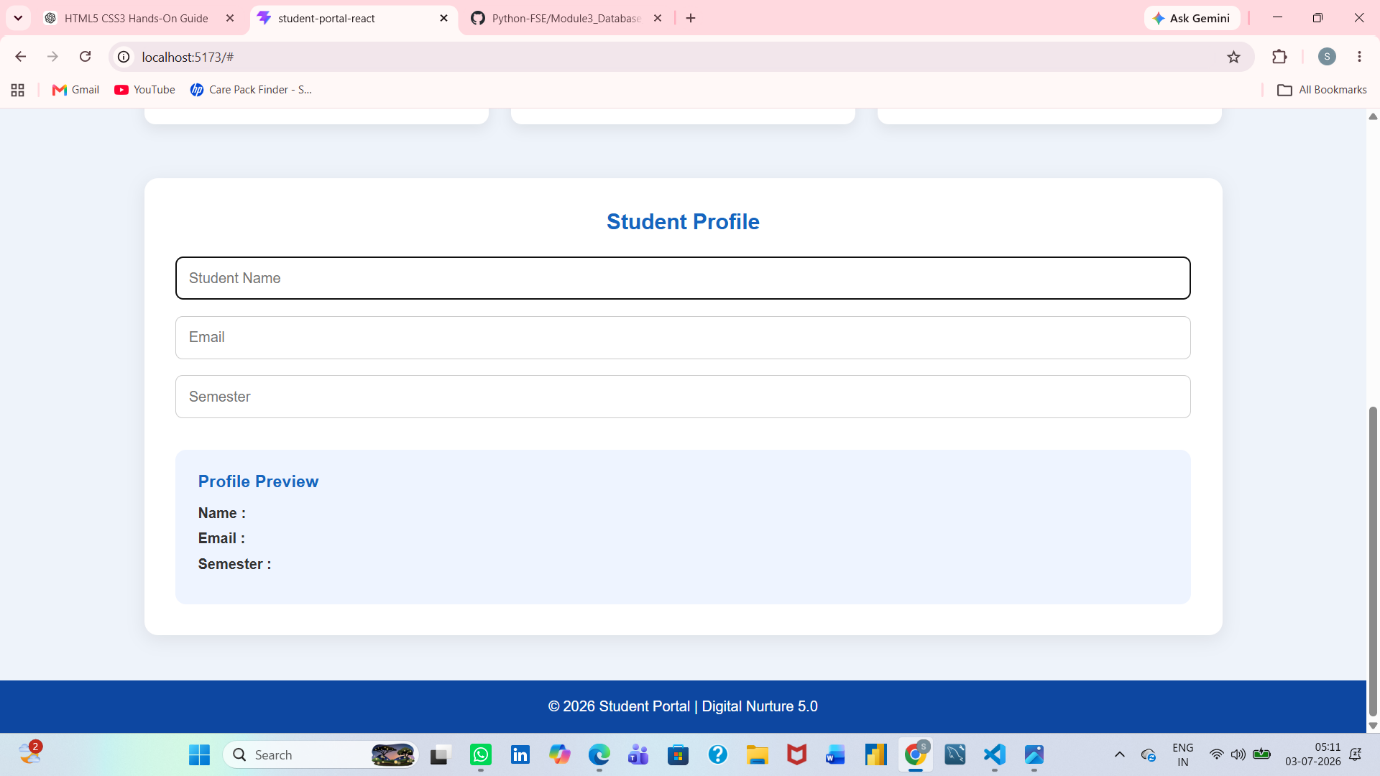 HTML5 CSS3 Hands-On Guide
student-portal-react
Python-FSE/Module3_Database
Ask Gemini
localhost:5173/#
S
Gmail
YouTube
Care Pack Finder - S...
All Bookmarks
Student Profile
Student Name
Email
Semester
Profile Preview
Name :
Email :
Semester :
© 2026 Student Portal | Digital Nurture 5.0
2
Search
S
ENG
IN
05:11
03-07-2026